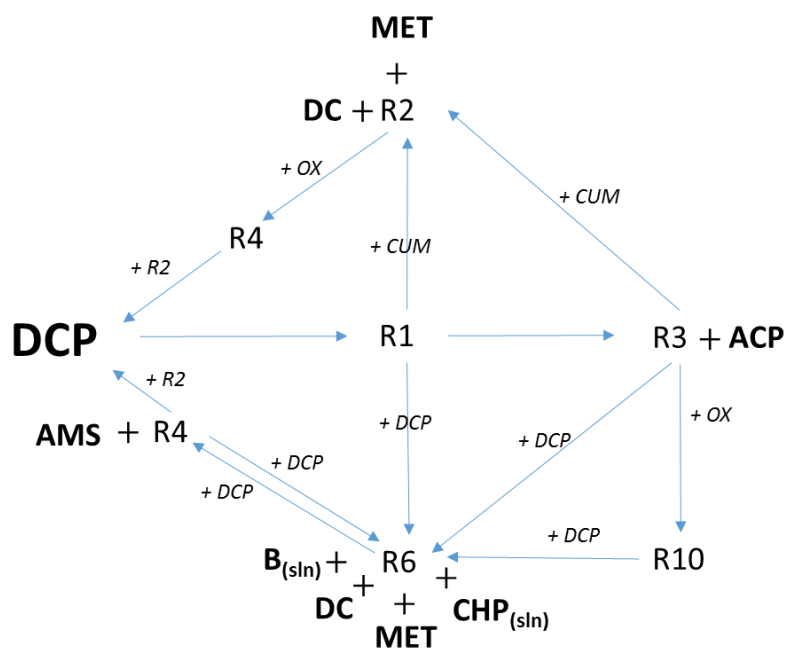 MET
+
DC + R2
+ OX
+ CUM
R4
+ CUM
+ R2
DCP
R1
R3 + ACP
+ R2
+ DCP
+ OX
AMS + R4
+ DCP
+ DCP
+ DCP
+ DCP
B(sln) + R6
R10
+
+
DC
+
CHP(sln)
MET